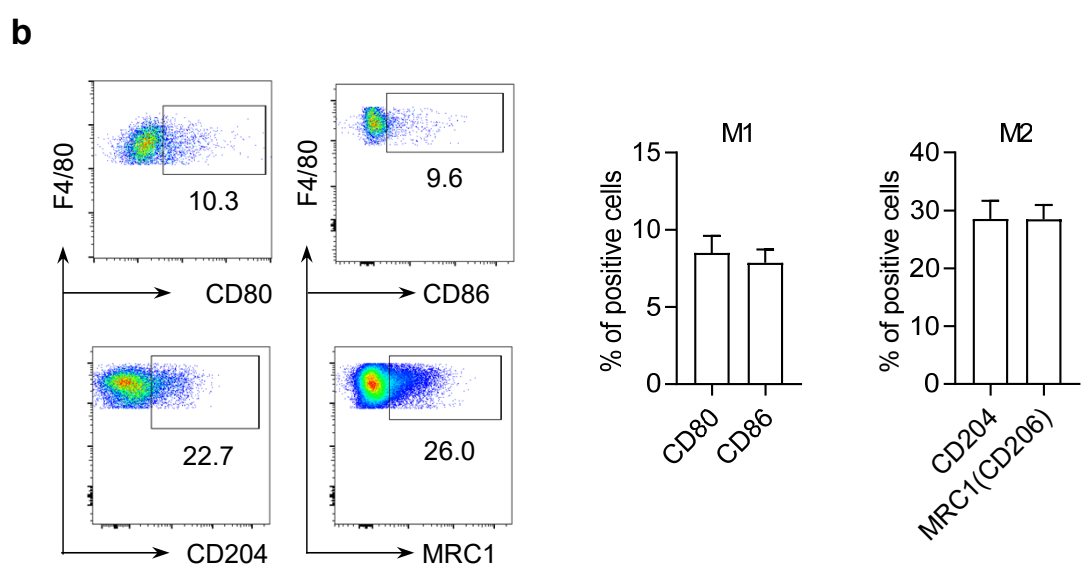 b
F4/80
10.3
CD80
F4/80
9.6
CD86
22.7
CD204
26.0
MRC1
M1
% of positive cells
15
10
5
0
CD80
CD86
M2
% of positive cells
40
30
20
10
0
CD204
MRC1(CD206)